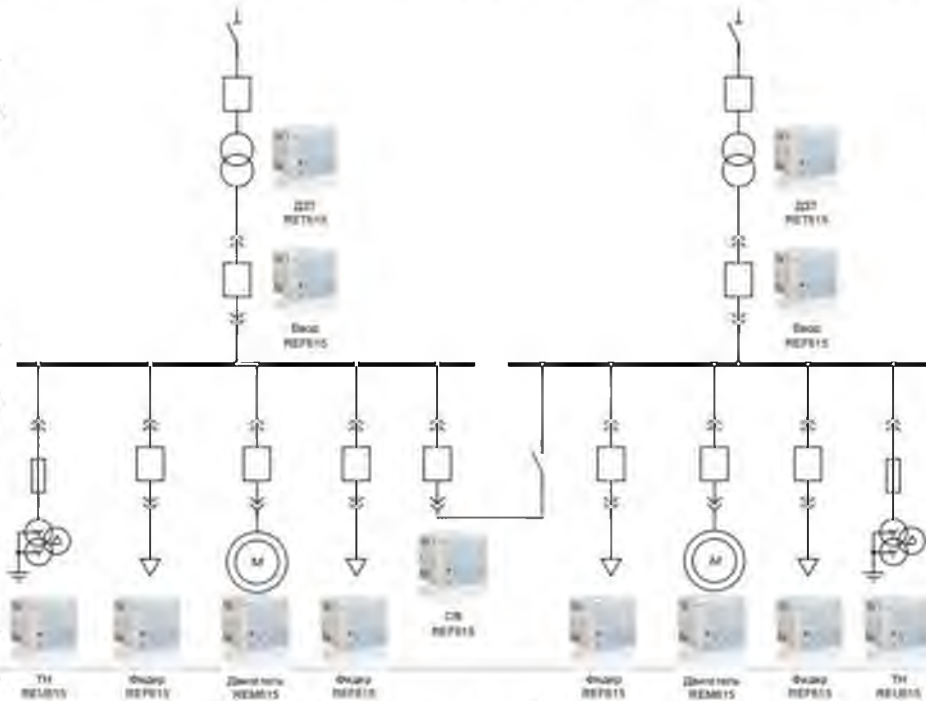 ДЗТ
RET615
ДЗТ
RET615
Ввод
REF615
Ввод
REF615
M
M
СВ
REF615
ТН
REU615
Фидер
REF615
Двигатель
REM615
Фидер
REF615
Фидер
REF615
Двигатель
REM615
Фидер
REF615
ТН
REU615